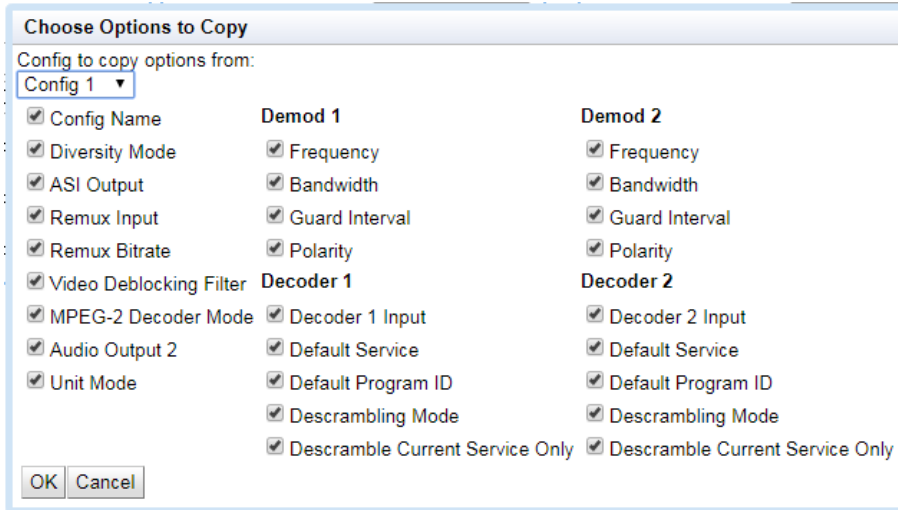 Choose Options to Copy
Config to copy options from:
Config 1
Config Name
Diversity Mode
ASI Output
Remux Input
Remux Bitrate
Video Deblocking Filter
MPEG-2 Decoder Mode
Audio Output 2
Unit Mode
Demod 1
Frequency
Bandwidth
Guard Interval
Polarity
Decoder 1
Decoder 1 Input
Default Service
Default Program ID
Descrambling Mode
Descramble Current Service Only
Demod 2
Frequency
Bandwidth
Guard Interval
Polarity
Decoder 2
Decoder 2 Input
Default Service
Default Program ID
Descrambling Mode
Descramble Current Service Only
OK Cancel